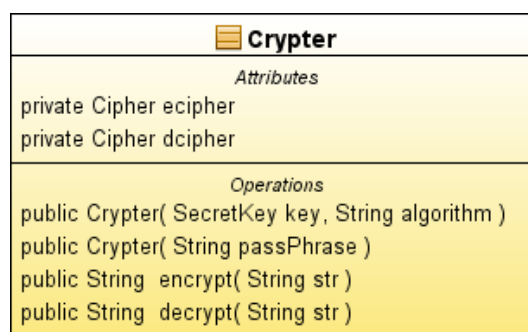 Crypter
Attributes
private Cipher ecipher
private Cipher dcipher
Operations
public Crypter( SecretKey key, String algorithm )
public Crypter( String passPhrase )
public String encrypt( String str )
public String decrypt( String str )